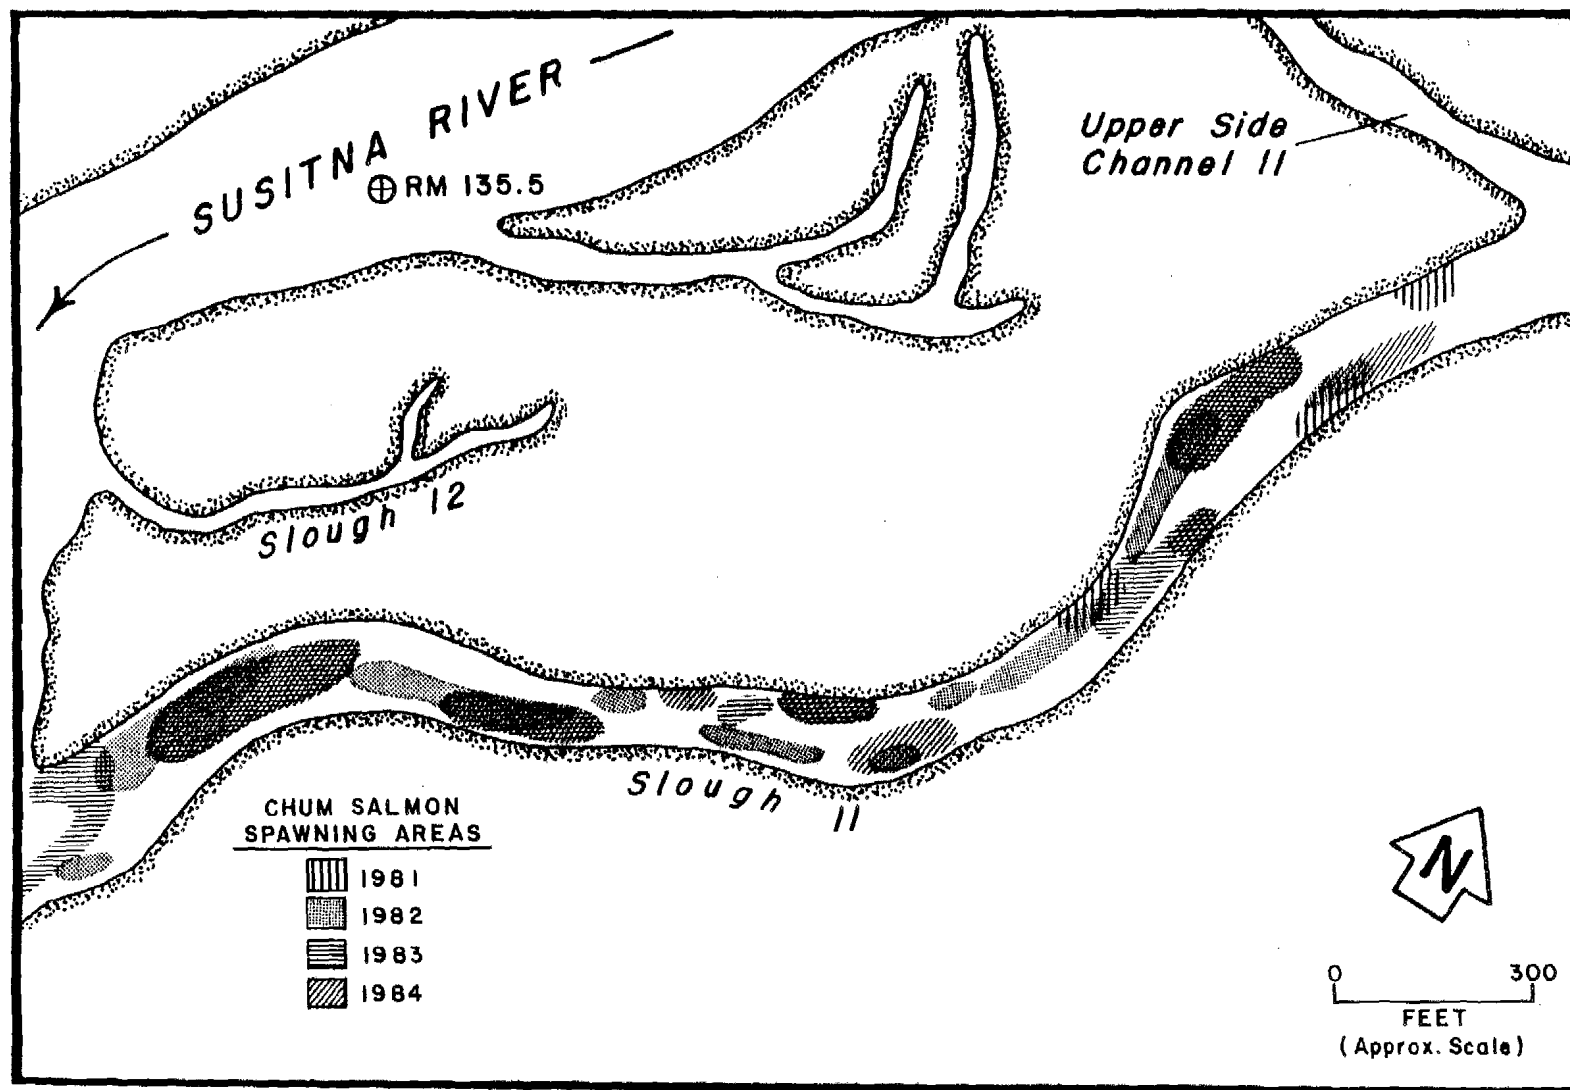 SUSITNA RIVER
⊕ RM 135.5
Upper Side
Channel 11
Slough 12
Slough 11
CHUM SALMON
SPAWNING AREAS
1981
1982
1983
1984
N
0 300
FEET
(Approx. Scale)